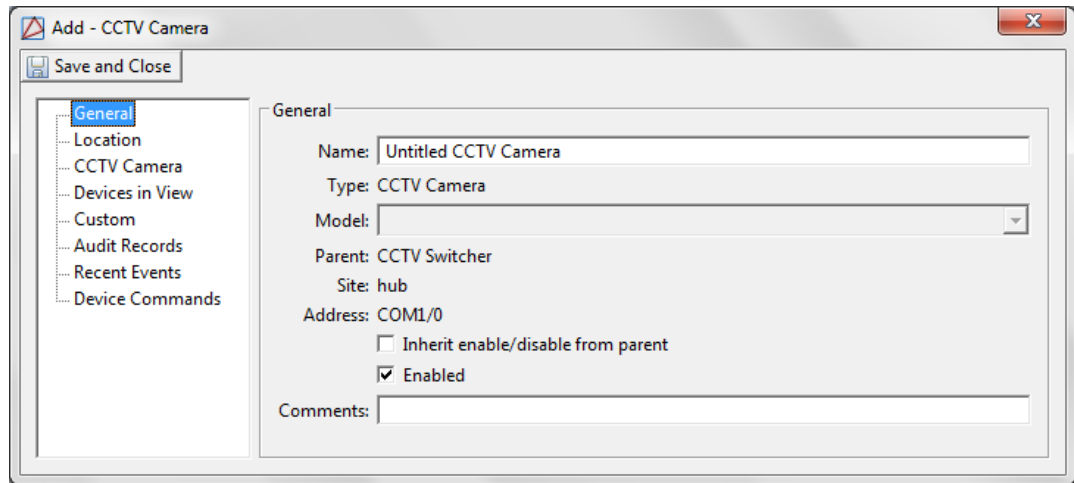 Add - CCTV Camera
Save and Close
General
Location
CCTV Camera
Devices in View
Custom
Audit Records
Recent Events
Device Commands
General
Name: Untitled CCTV Camera
Type: CCTV Camera
Model:
Parent: CCTV Switcher
Site: hub
Address: COM1/0
Inherit enable/disable from parent
Enabled
Comments: